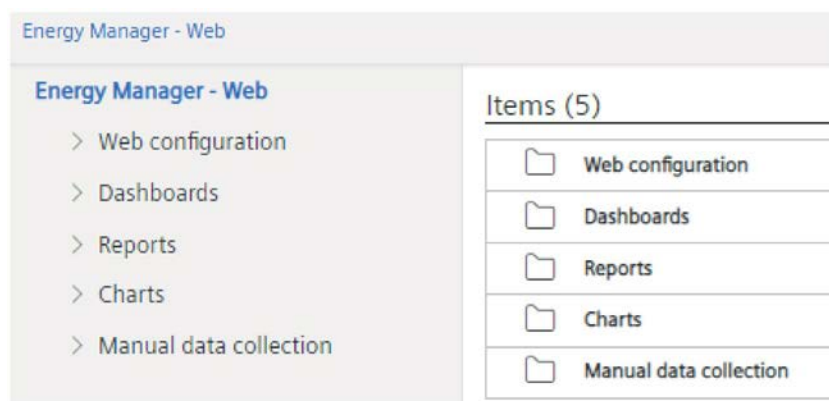 Energy Manager - Web
Energy Manager - Web
Web configuration
Dashboards
Reports
Charts
Manual data collection
Items (5)
Web configuration
Dashboards
Reports
Charts
Manual data collection